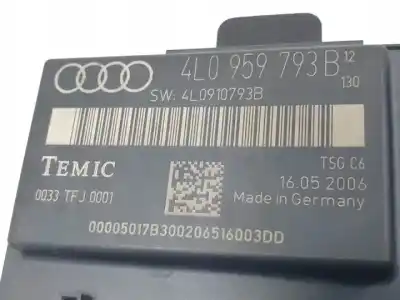 4L0 959 793 B 12
130
SW: 4L0910793B
TEMIC
TSG C6
0033 TFJ 0001
16.05 2006
Made in Germany
00005017B300206516003DD